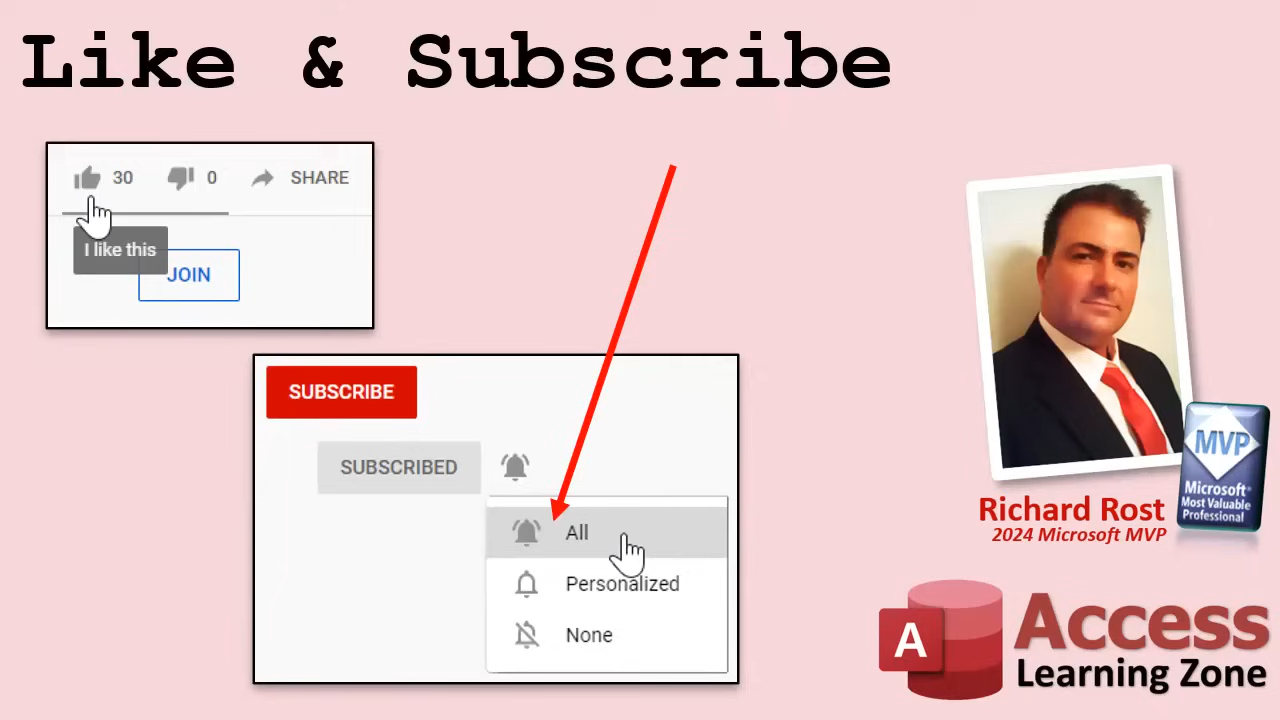 Like & Subscribe
30 0 SHARE
I like this
JOIN
SUBSCRIBE
SUBSCRIBED
All
Personalized
None
MVP
Microsoft®
Most Valuable
Professional
Richard Rost
2024 Microsoft MVP
A
Access
Learning Zone